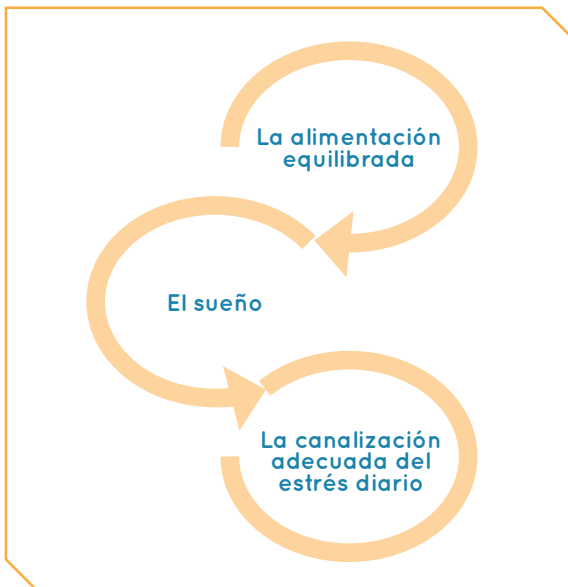 La alimentación
equilibrada
El sueño
La canalización
adecuada del
estrés diario